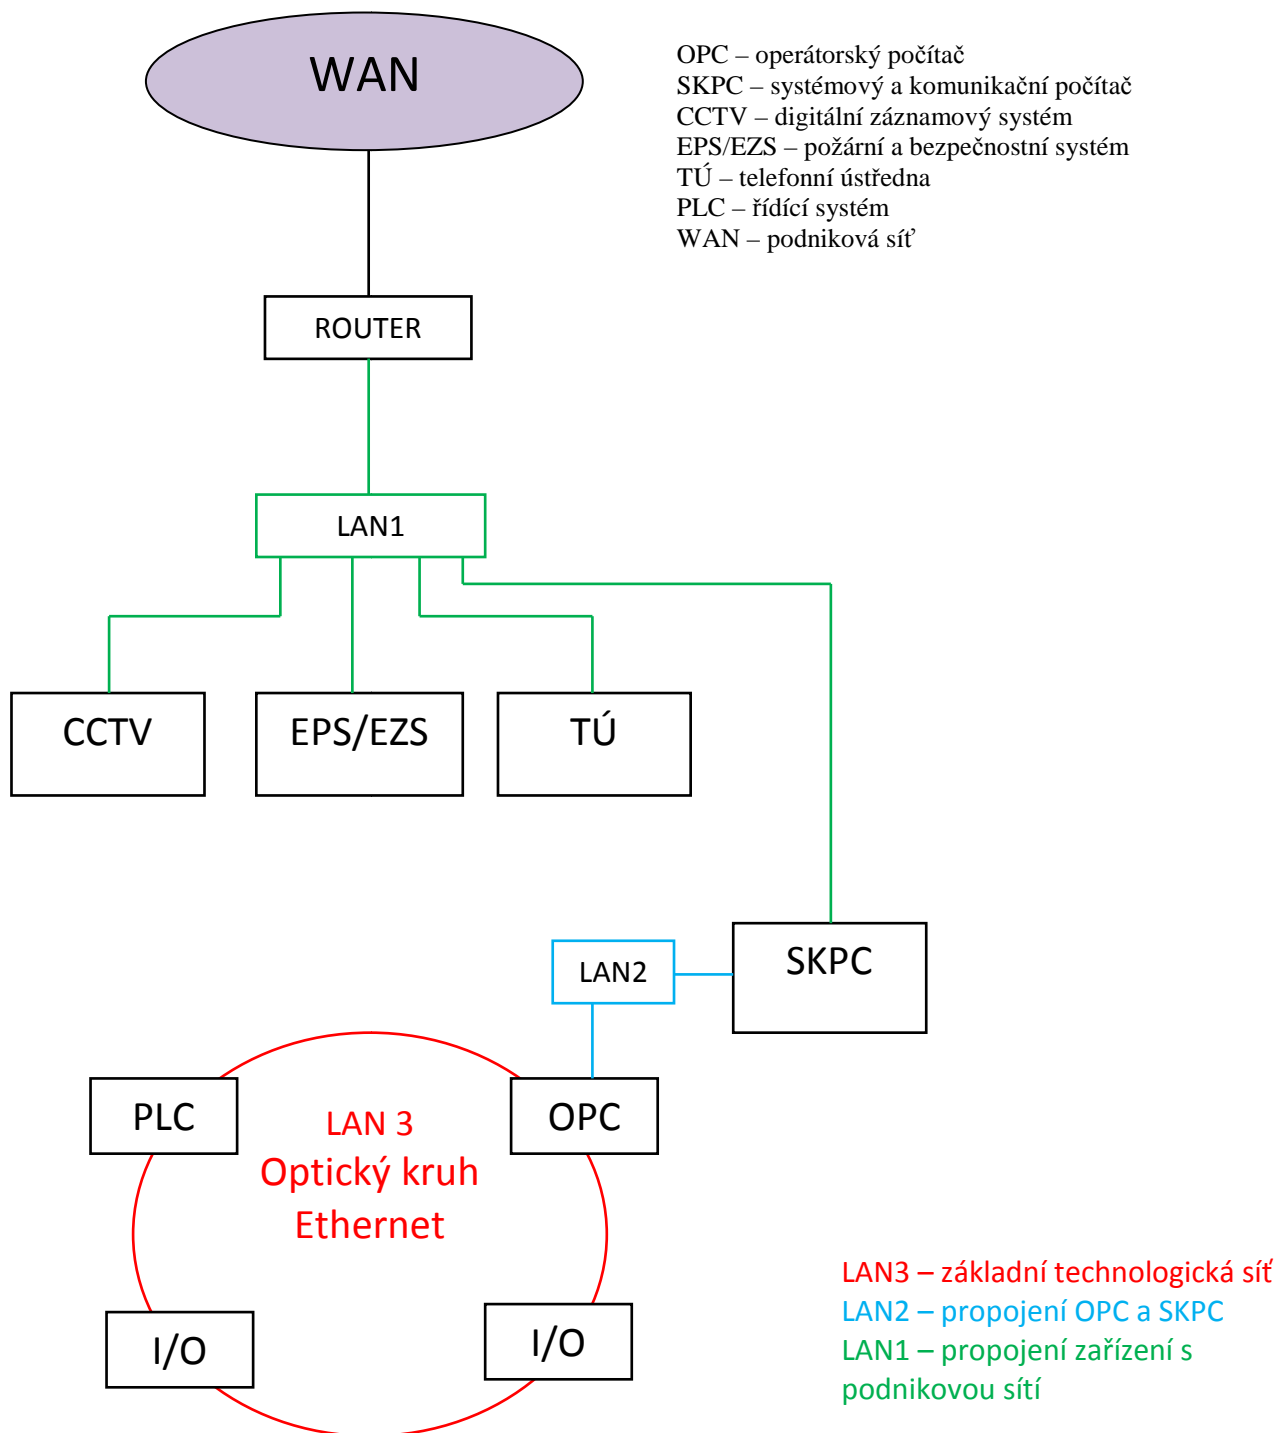 WAN
OPC – operátorský počítač
SKPC – systémový a komunikační počítač
CCTV – digitální záznamový systém
EPS/EZS – požární a bezpečnostní systém
TÚ – telefonní ústředna
PLC – řídící systém
WAN – podniková síť
ROUTER
LAN1
CCTV
EPS/EZS
TÚ
SKPC
LAN2
PLC
OPC
LAN 3
Optický kruh
Ethernet
I/O
I/O
LAN3 – základní technologická síť
LAN2 – propojení OPC a SKPC
LAN1 – propojení zařízení s
podnikovou sítí